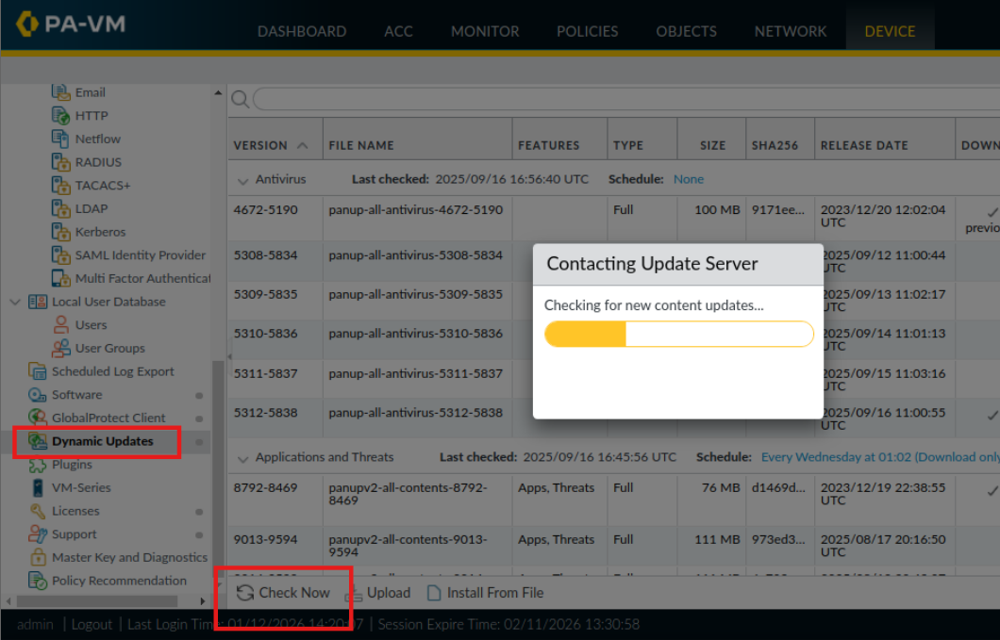 PA-VM
DASHBOARD ACC MONITOR POLICIES OBJECTS NETWORK DEVICE
Email
HTTP
Netflow
RADIUS
TACACS+
LDAP
Kerberos
SAML Identity Provider
Multi Factor Authenticat
Local User Database
Users
User Groups
Scheduled Log Export
Software
GlobalProtect Client
Dynamic Updates
Plugins
VM-Series
Licenses
Support
Master Key and Diagnostics
Policy Recommendation
VERSION FILE NAME FEATURES TYPE SIZE SHA256 RELEASE DATE DOWN
Antivirus Last checked: 2025/09/16 16:56:40 UTC Schedule: None
4672-5190 panup-all-antivirus-4672-5190 Full 100 MB 9171ee... 2023/12/20 12:02:04
UTC
previo
5308-5834 panup-all-antivirus-5308-5834 2025/09/12 11:00:44
UTC
5309-5835 panup-all-antivirus-5309-5835 2025/09/13 11:02:17
UTC
5310-5836 panup-all-antivirus-5310-5836 2025/09/14 11:01:13
UTC
5311-5837 panup-all-antivirus-5311-5837 2025/09/15 11:03:16
UTC
5312-5838 panup-all-antivirus-5312-5838 2025/09/16 11:00:55
UTC
Contacting Update Server
Checking for new content updates...
Applications and Threats Last checked: 2025/09/16 16:45:56 UTC Schedule: Every Wednesday at 01:02 (Download only
8792-8469 panupv2-all-contents-8792- Apps, Threats Full 76 MB d1469d... 2023/12/19 22:38:55
8469 UTC
9013-9594 panupv2-all-contents-9013- Apps, Threats Full 111 MB 973ed3... 2025/08/17 20:16:50
9594 UTC
Check Now Upload Install From File
admin | Logout | Last Login Time: 01/12/2026 14:20:07 | Session Expire Time: 02/11/2026 13:30:58